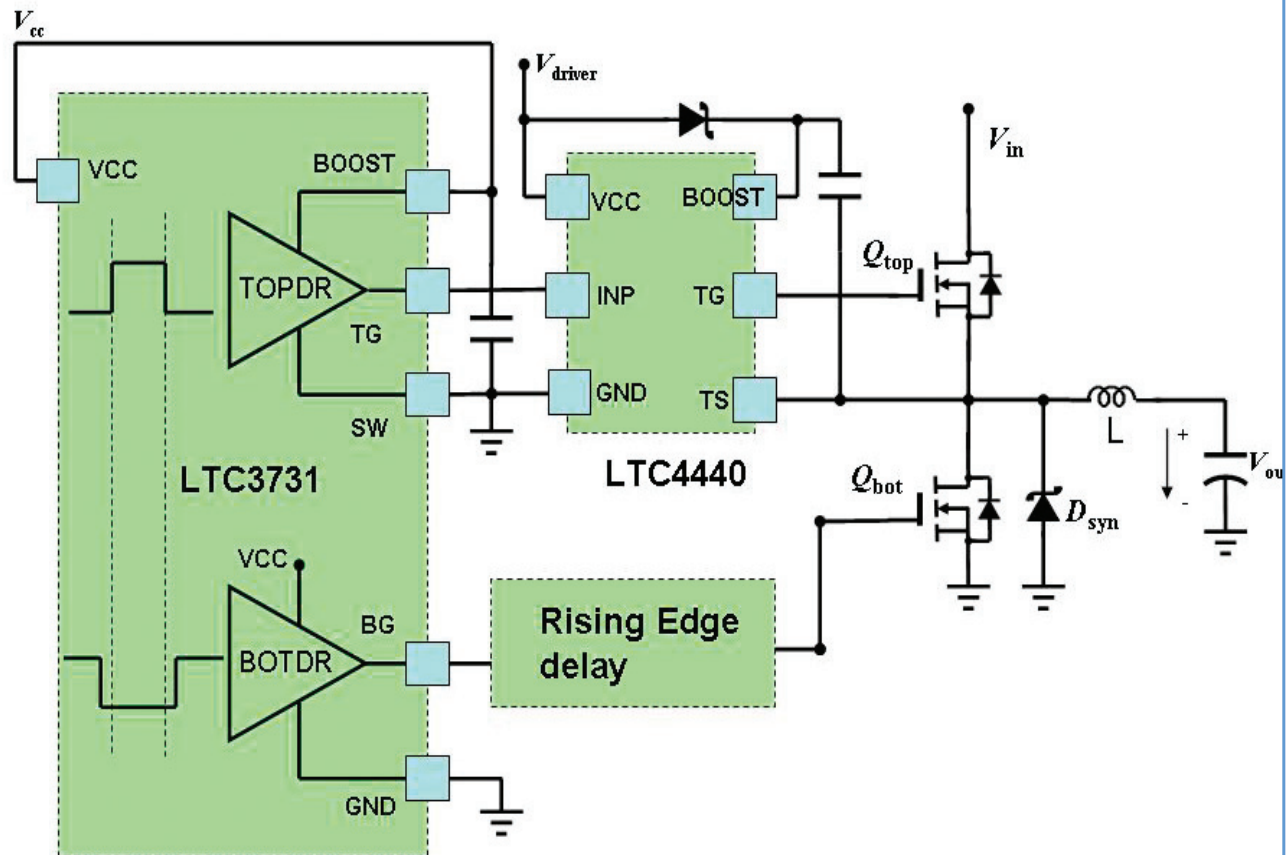 Vcc
Vdriver
Vin
VCC
BOOST
TOPDR
TG
SW
LTC3731
VCC
BOOST
INP
TG
GND
TS
LTC4440
Qtop
Qbot
Dsyn
L
+
-
Vou
VCC
BOTDR
BG
GND
Rising Edge
delay